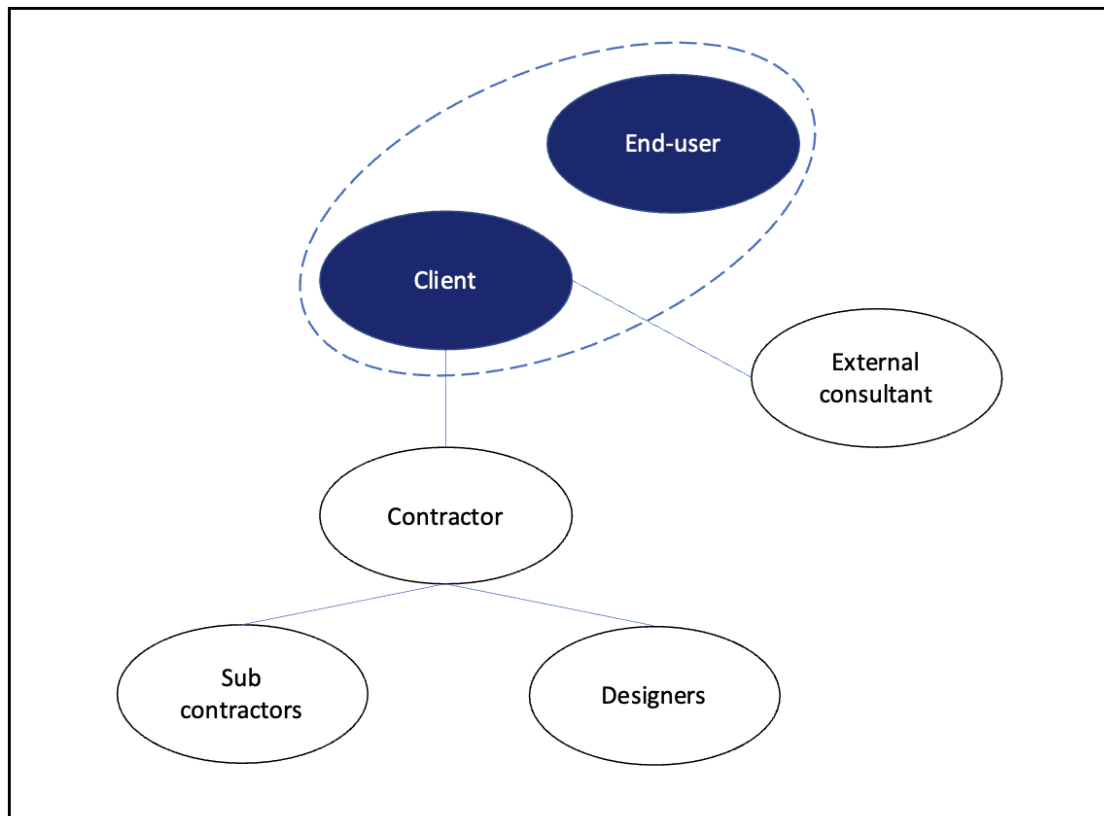 End-user
Client
External
consultant
Contractor
Sub
contractors
Designers